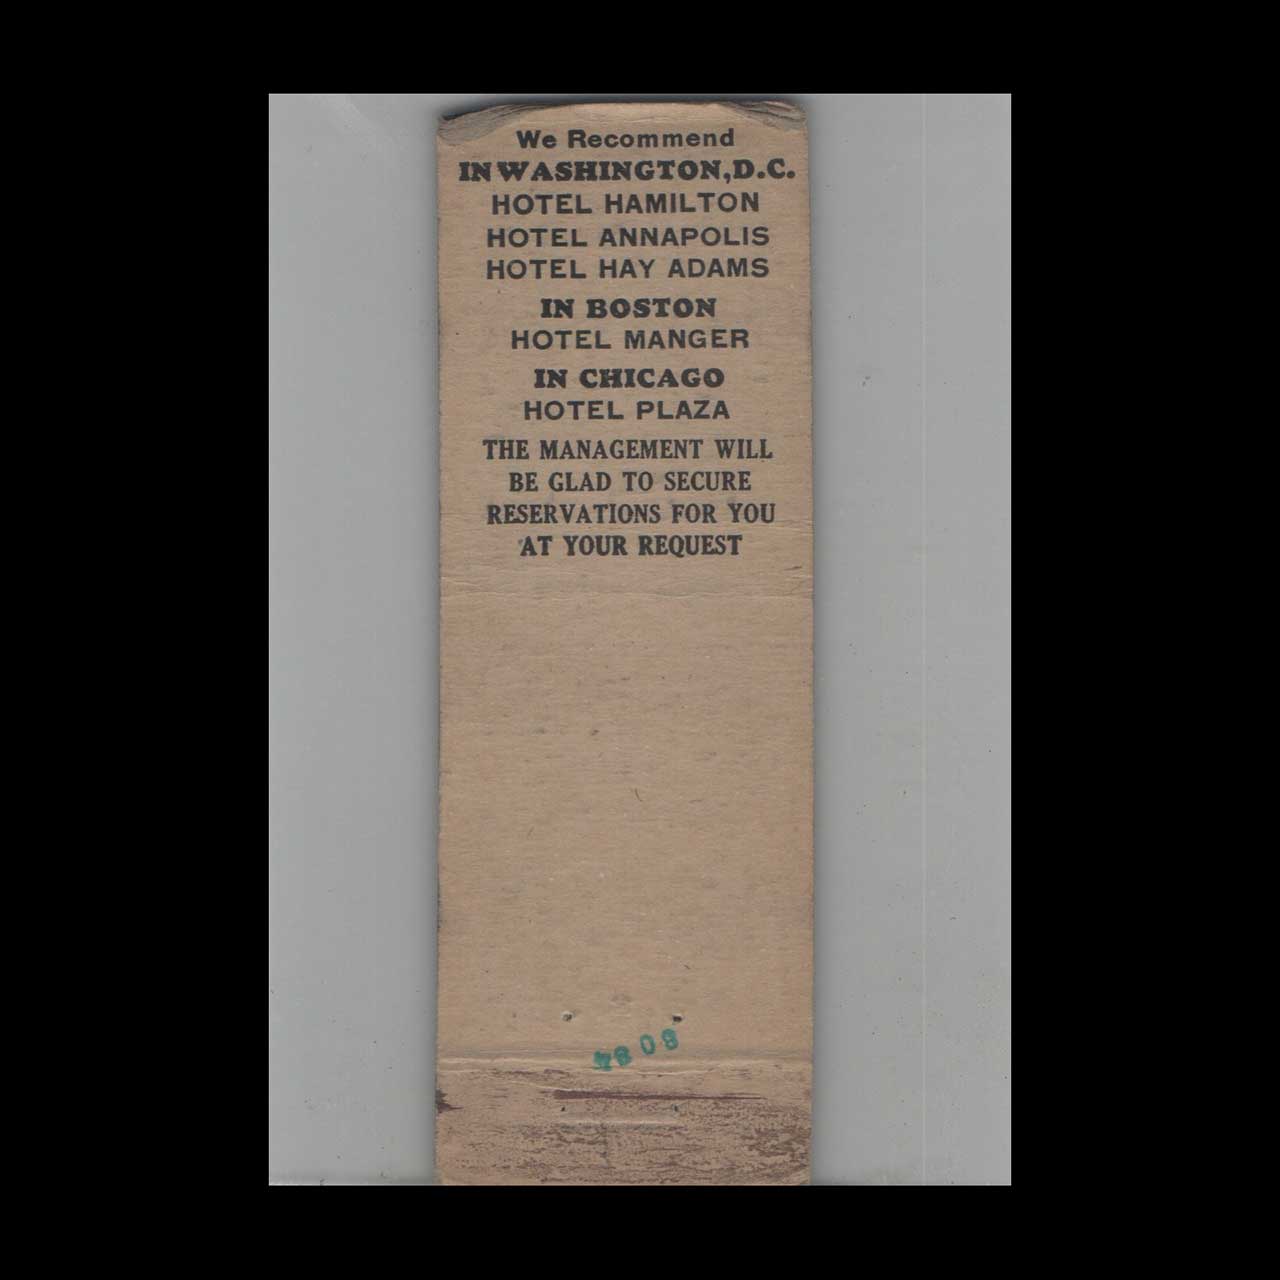 We Recommend
IN WASHINGTON, D.C.
HOTEL HAMILTON
HOTEL ANNAPOLIS
HOTEL HAY ADAMS
IN BOSTON
HOTEL MANGER
IN CHICAGO
HOTEL PLAZA
THE MANAGEMENT WILL
BE GLAD TO SECURE
RESERVATIONS FOR YOU
AT YOUR REQUEST